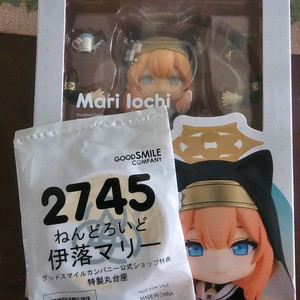 Mari Iochi
GOODSMILE
COMPANY
2745
ねんどろいど
伊落マリー
グッドスマイルカンパニー公式ショップ特典
特製丸台座
NOT FOR SALE
MADE IN CHINA